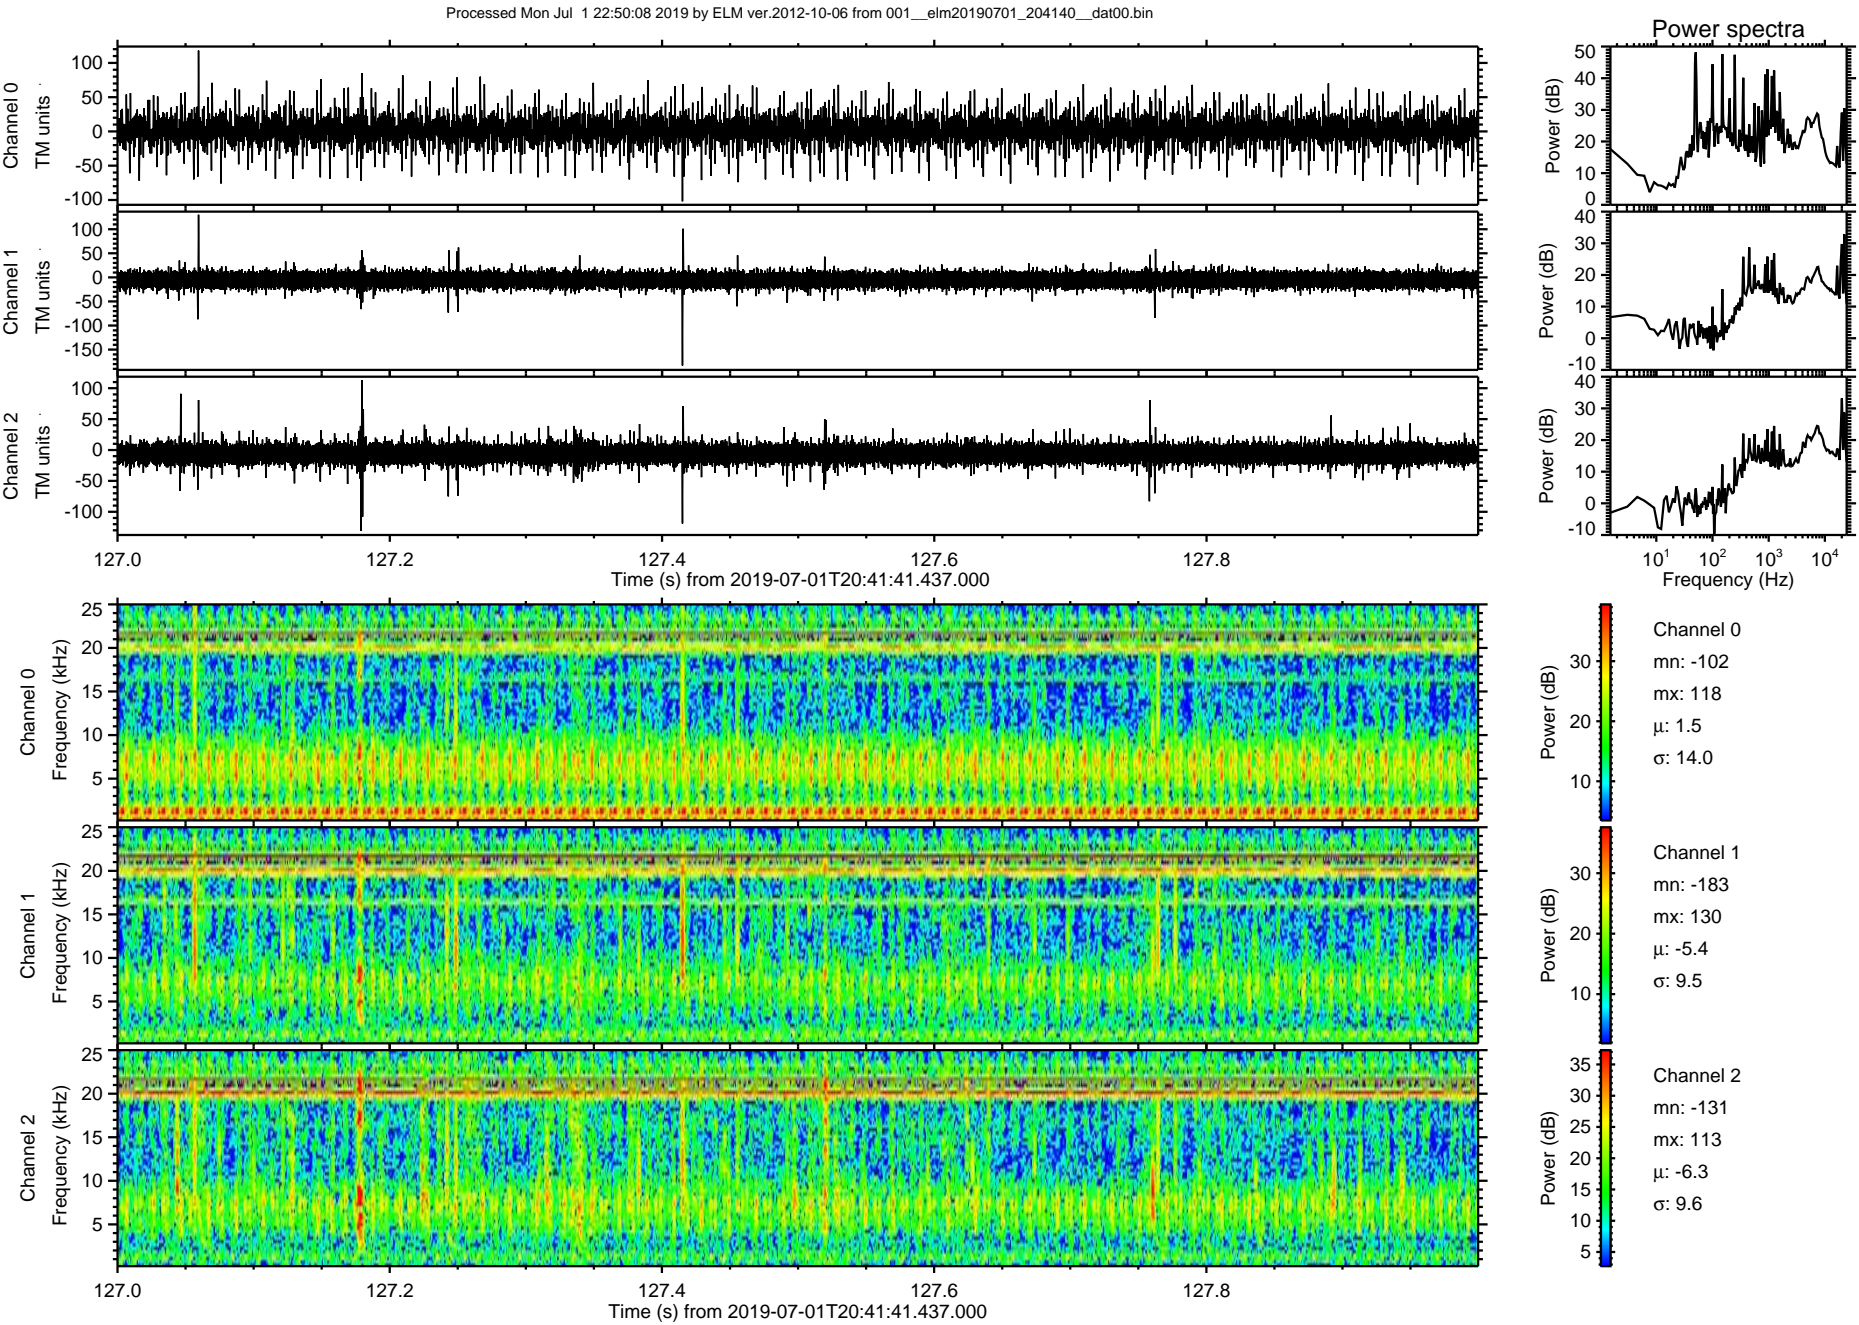 Processed Mon Jul  1 22:50:08 2019 by ELM ver.2012-10-06 from 001__elm20190701_204140__dat00.bin
Power spectra
Channel 0
TM units
100
50
0
-50
-100
Power (dB)
50
40
30
20
10
0
Channel 1
TM units
100
50
0
-50
-100
-150
Power (dB)
40
30
20
10
0
-10
Channel 2
TM units
100
50
0
-50
-100
Power (dB)
40
30
20
10
0
-10
127.0 127.2 127.4 127.6 127.8
Time (s) from 2019-07-01T20:41:41.437.000
10^1 10^2 10^3 10^4
Frequency (Hz)
Channel 0
Frequency (kHz)
25
20
15
10
5
Power (dB)
30
20
10
Channel 0
mn: -102
mx: 118
µ: 1.5
σ: 14.0
Channel 1
Frequency (kHz)
25
20
15
10
5
Power (dB)
30
20
10
Channel 1
mn: -183
mx: 130
µ: -5.4
σ: 9.5
Channel 2
Frequency (kHz)
25
20
15
10
5
Power (dB)
35
30
25
20
15
10
5
Channel 2
mn: -131
mx: 113
µ: -6.3
σ: 9.6
127.0 127.2 127.4 127.6 127.8
Time (s) from 2019-07-01T20:41:41.437.000